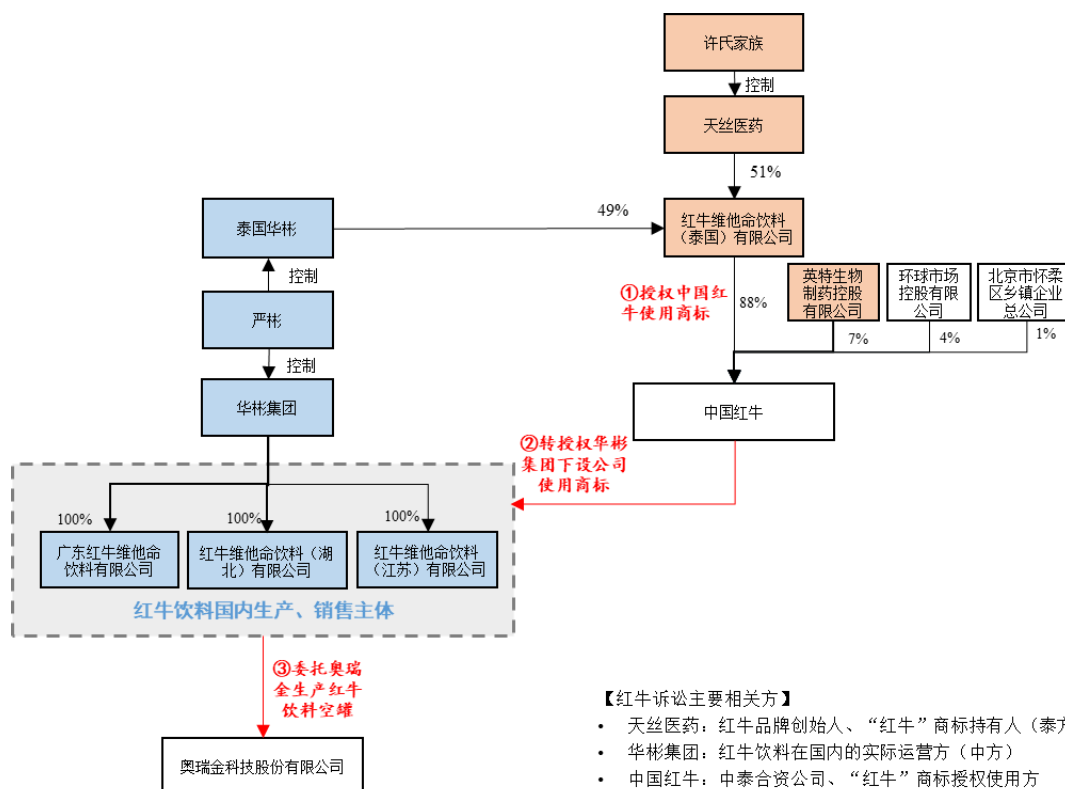 许氏家族
控制
天丝医药
51%
泰国华彬
49%
红牛维他命饮料
（泰国）有限公司
控制
严彬
控制
华彬集团
①授权中国红
牛使用商标
88%
英特生物
制药控股
有限公司
环球市场
控股有限
公司
北京市怀柔
区乡镇企业
总公司
7%
4%
1%
中国红牛
②转授权华彬
集团下设公司
使用商标
100%
100%
100%
广东红牛维他命
饮料有限公司
红牛维他命饮料（湖
北）有限公司
红牛维他命饮料
（江苏）有限公司
红牛饮料国内生产、销售主体
③委托奥瑞
金生产红牛
饮料空罐
奥瑞金科技股份有限公司
【红牛诉讼主要相关方】
• 天丝医药：红牛品牌创始人、“红牛”商标持有人（泰方
• 华彬集团：红牛饮料在国内的实际运营方（中方）
• 中国红牛：中泰合资公司、“红牛”商标授权使用方